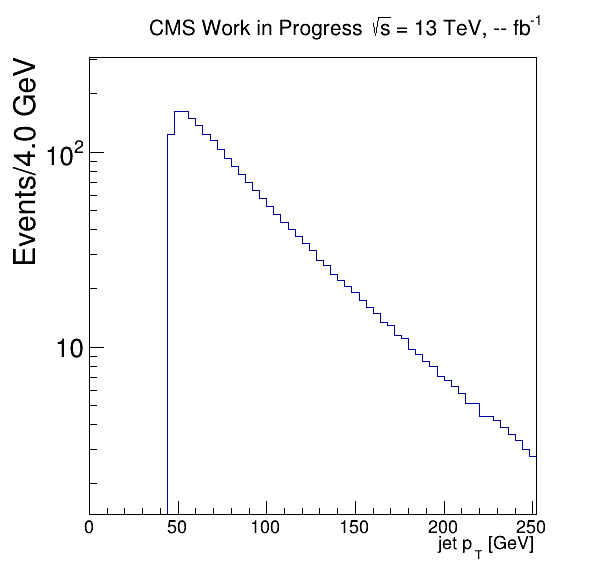 CMS Work in Progress √s = 13 TeV, -- fb⁻¹
Events/4.0 GeV
10²
10
0 50 100 150 200 250
jet p_T [GeV]